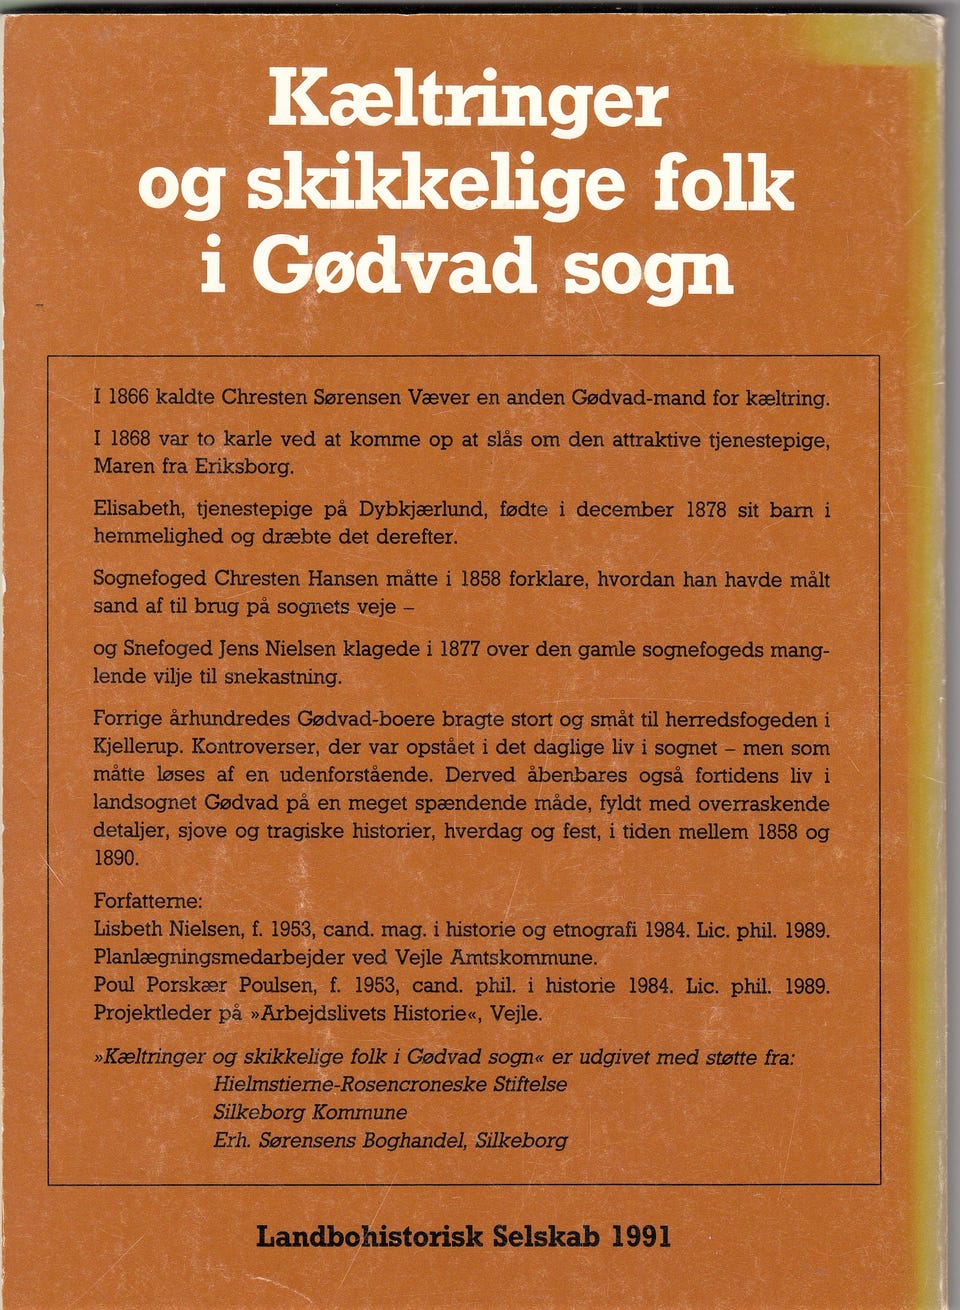 Kæltringer
og skikkelige folk
i Gødvad sogn
I 1866 kaldte Chresten Sørensen Væver en anden Gødvad-mand for kæltring.
I 1868 var to karle ved at komme op at slås om den attraktive tjenestepige,
Maren fra Eriksborg.
Elisabeth, tjenestepige på Dybkjærlund, fødte i december 1878 sit barn i
hemmelighed og dræbte det derefter.
Sognefoged Chresten Hansen måtte i 1858 forklare, hvordan han havde målt
sand af til brug på sognets veje –
og Snefoged Jens Nielsen klagede i 1877 over den gamle sognefogeds mang-
lende vilje til snekastning.
Forrige århundredes Gødvad-boere bragte stort og småt til herredsfogeden i
Kjellerup. Kontroverser, der var opstået i det daglige liv i sognet – men som
måtte løses af en udenforstående. Derved åbenbares også fortidens liv i
landsognet Gødvad på en meget spændende måde, fyldt med overraskende
detaljer, sjove og tragiske historier, hverdag og fest, i tiden mellem 1858 og
1890.
Forfatterne:
Lisbeth Nielsen, f. 1953, cand. mag. i historie og etnografi 1984. Lic. phil. 1989.
Planlægningsmedarbejder ved Vejle Amtskommune.
Poul Porskær Poulsen, f. 1953, cand. phil. i historie 1984. Lic. phil. 1989.
Projektleder på »Arbejdslivets Historie«, Vejle.
»Kæltringer og skikkelige folk i Gødvad sogn« er udgivet med støtte fra:
Hielmstierne-Rosencroneske Stiftelse
Silkeborg Kommune
Erh. Sørensens Boghandel, Silkeborg
Landbohistorisk Selskab 1991